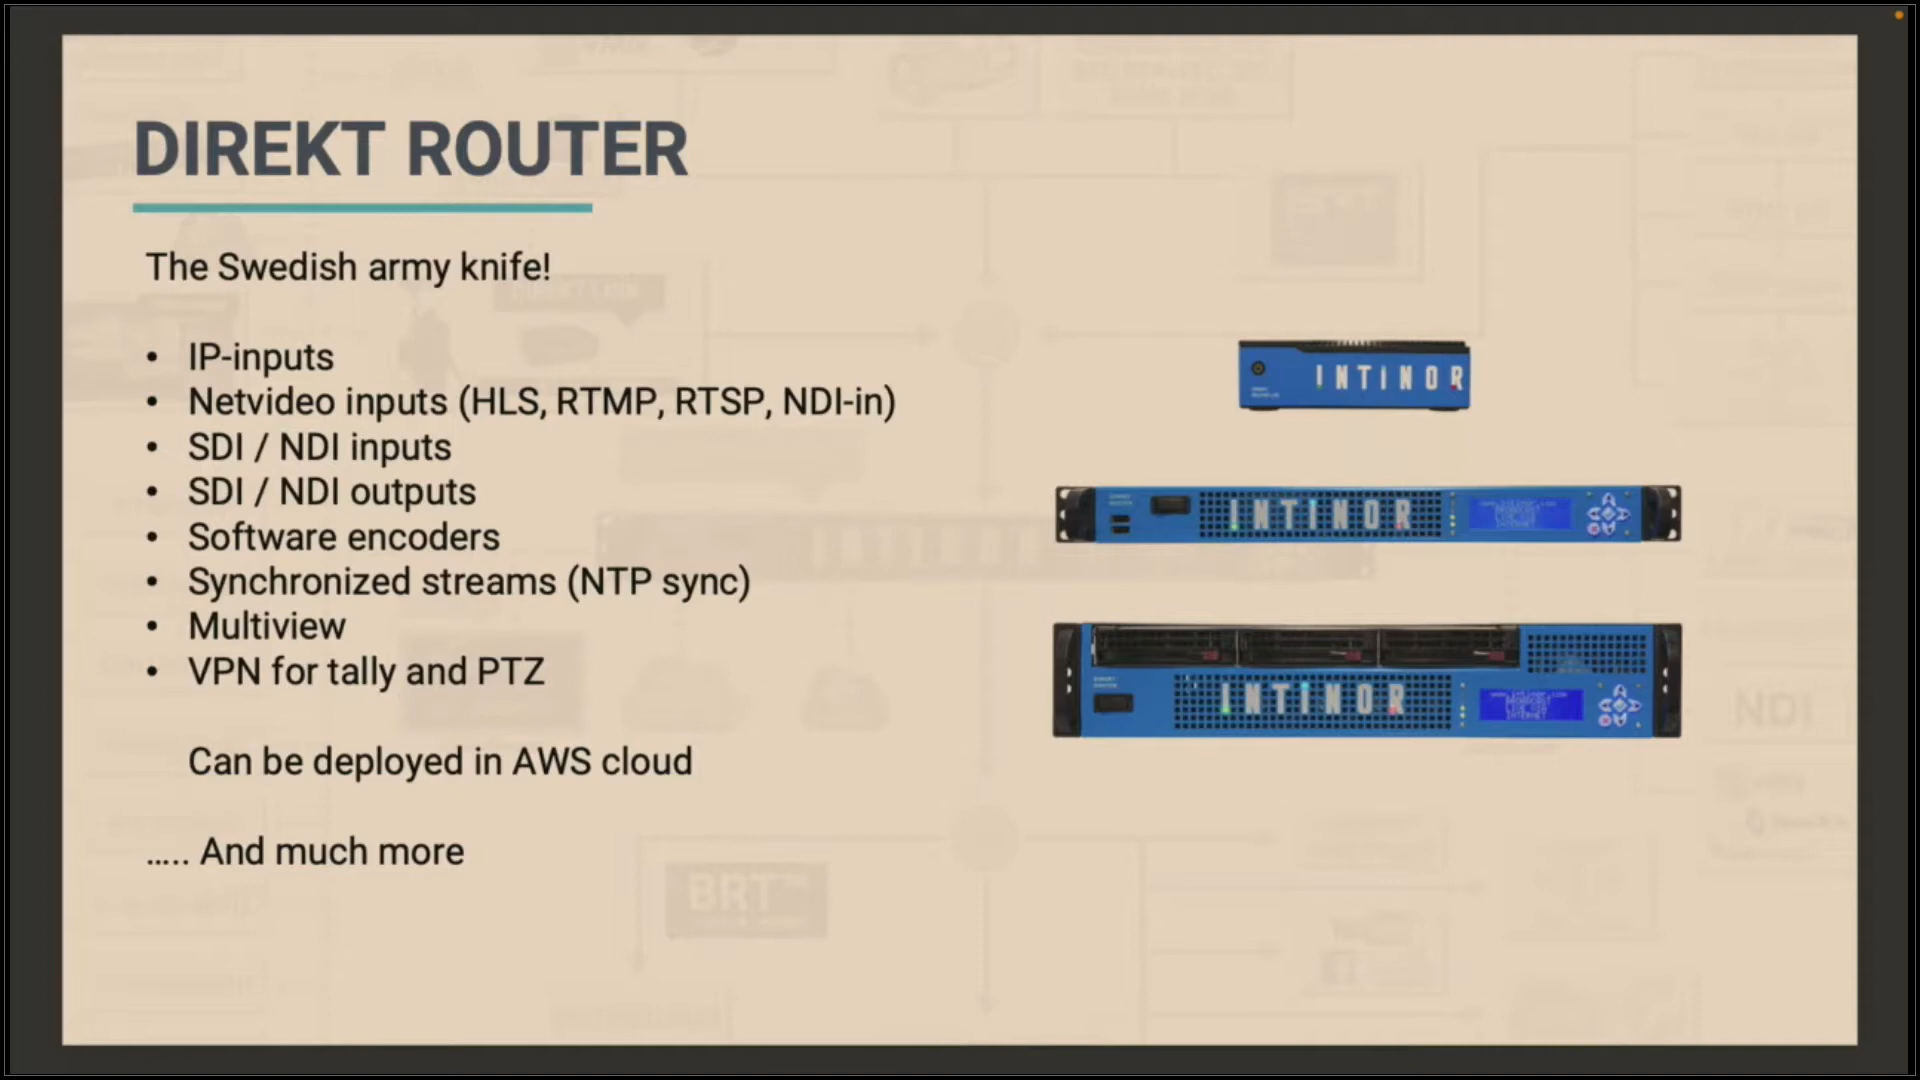 DIREKT ROUTER
The Swedish army knife!
• IP-inputs
• Netvideo inputs (HLS, RTMP, RTSP, NDI-in)
• SDI / NDI inputs
• SDI / NDI outputs
• Software encoders
• Synchronized streams (NTP sync)
• Multiview
• VPN for tally and PTZ
Can be deployed in AWS cloud
..... And much more
INTINOR
INTINOR
INTINOR
NDI
BRT